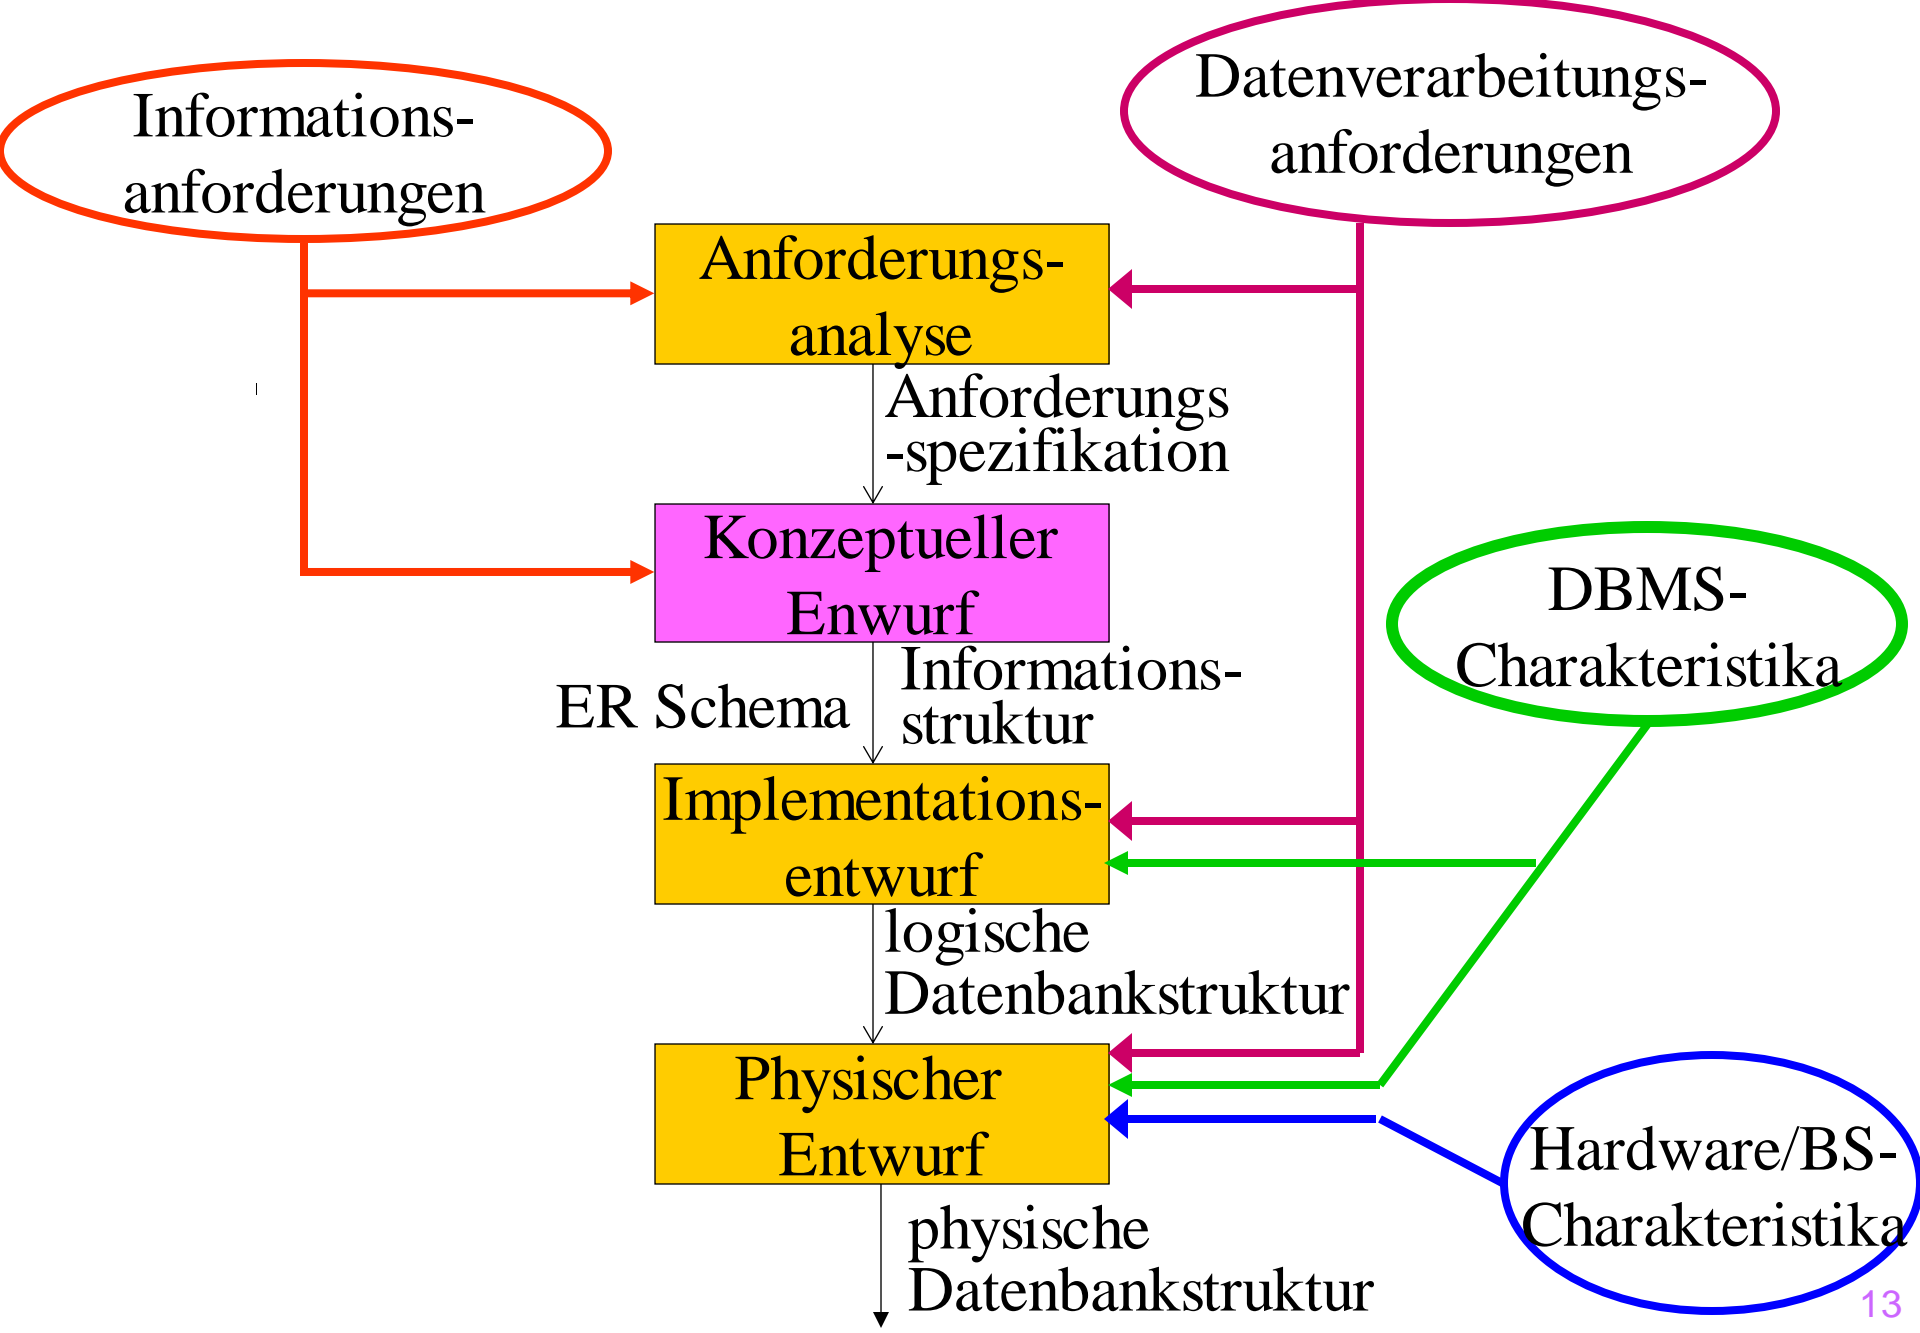 Informations-
anforderungen
Datenverarbeitungs-
anforderungen
Anforderungs-
analyse
Anforderungs
-spezifikation
Konzeptueller
Enwurf
ER Schema
Informations-
struktur
DBMS-
Charakteristika
Implementations-
entwurf
logische
Datenbankstruktur
Physischer
Entwurf
Hardware/BS-
Charakteristika
physische
Datenbankstruktur
13